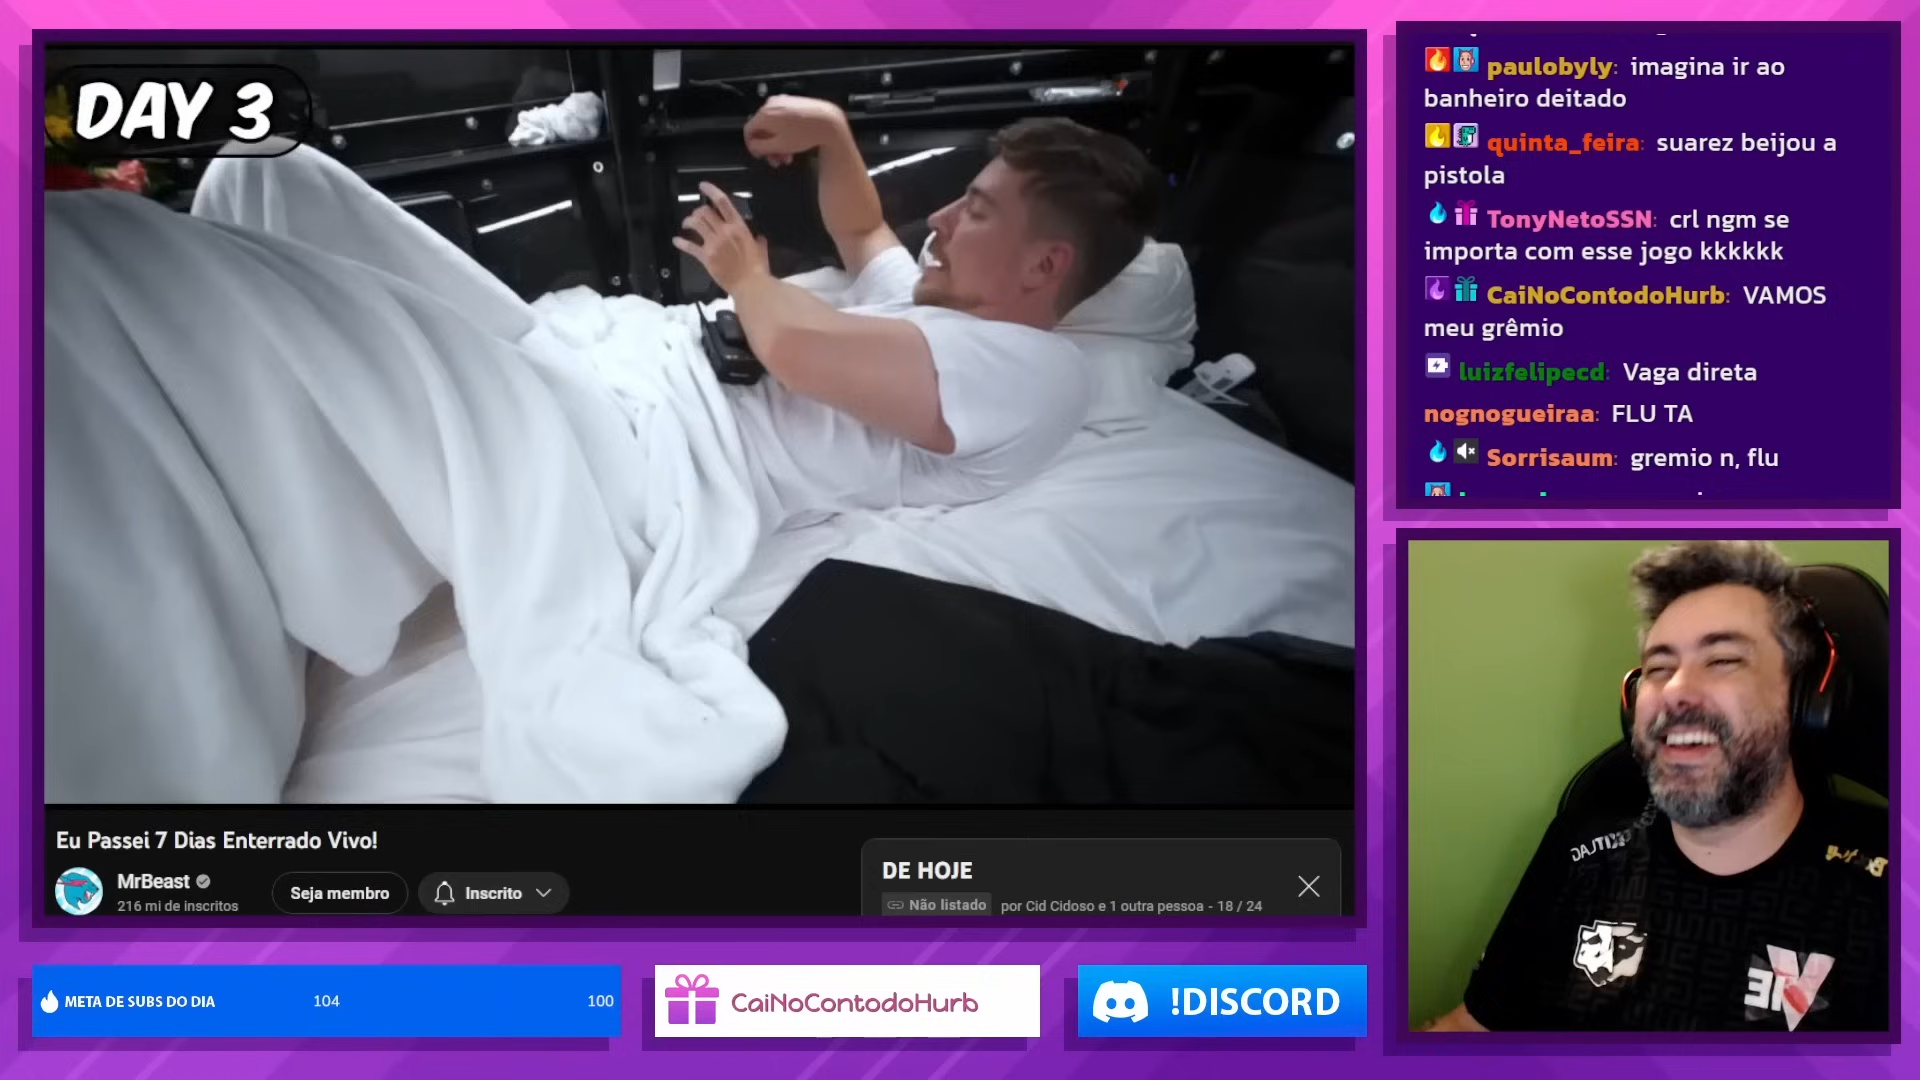 DAY 3
Eu Passei 7 Dias Enterrado Vivo!
MrBeast
216 mi de inscritos
Seja membro
Inscrito
DE HOJE
Não listado
por Cid Cidoso e 1 outra pessoa - 18 / 24
META DE SUBS DO DIA
104
100
CaiNoContodoHurb
!DISCORD
paulobyly: imagina ir ao
banheiro deitado
quinta_feira: suarez beijou a
pistola
TonyNetoSSN: crl ngm se
importa com esse jogo kkkkkk
CaiNoContodoHurb: VAMOS
meu grêmio
luizfelipecd: Vaga direta
nognogueiraa: FLU TA
Sorrisaum: gremio n, flu